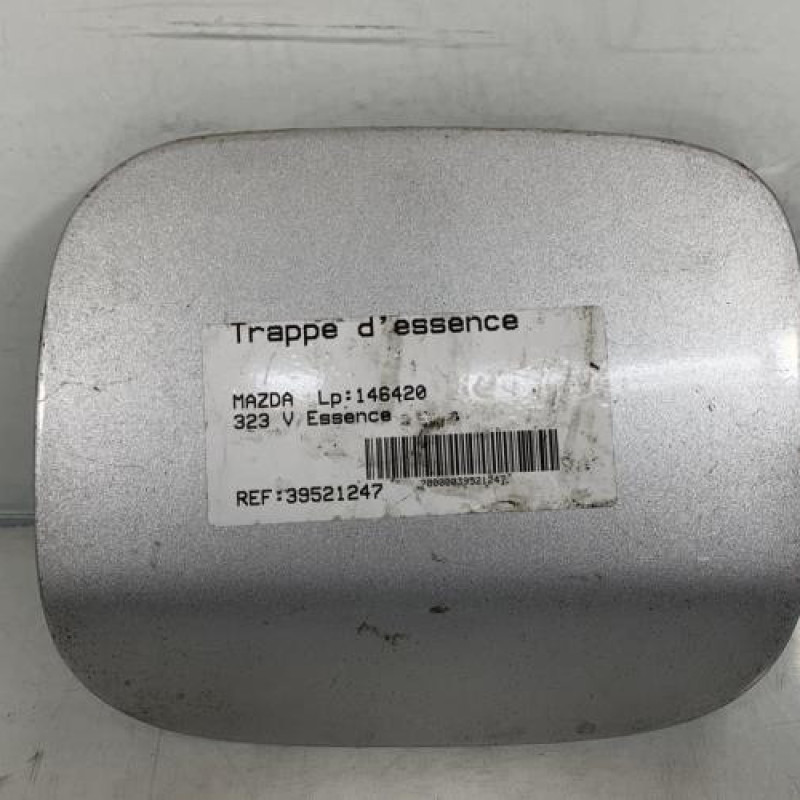 Trappe d'essence
MAZDA Lp:146420
323 V Essence
REF:39521247